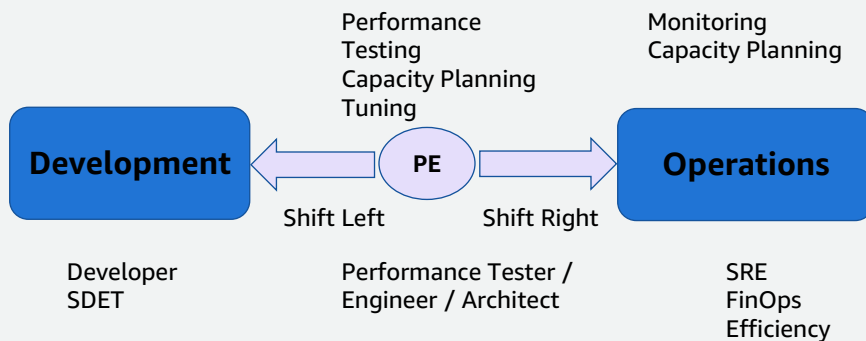 Performance
Testing
Capacity Planning
Tuning
Monitoring
Capacity Planning
Development
PE
Operations
Shift Left
Shift Right
Developer
SDET
Performance Tester /
Engineer / Architect
SRE
FinOps
Efficiency